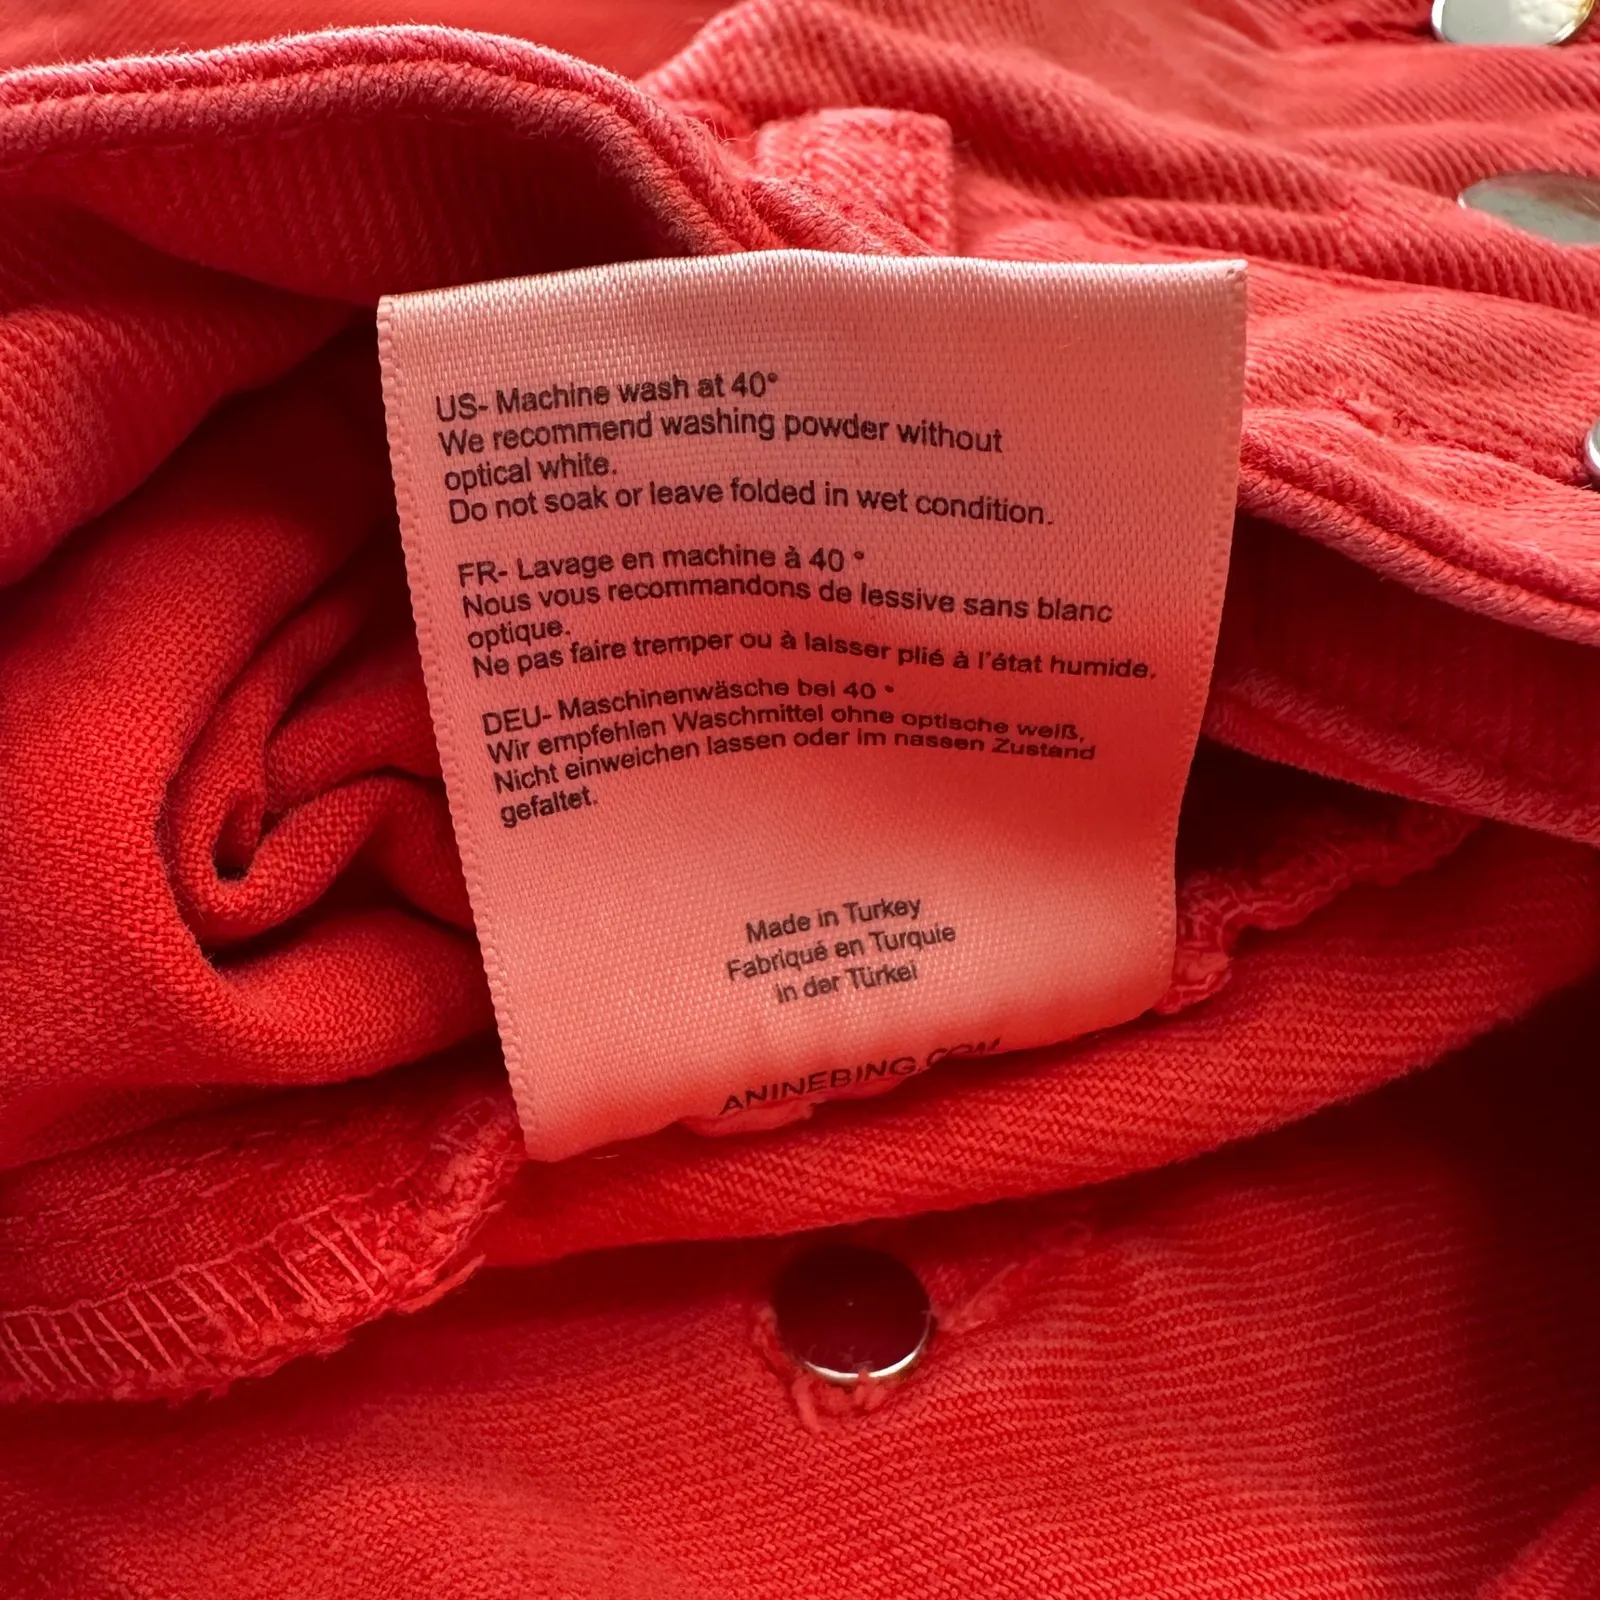 US- Machine wash at 40°
We recommend washing powder without
optical white.
Do not soak or leave folded in wet condition.
FR- Lavage en machine à 40 °
Nous vous recommandons de lessive sans blanc
optique.
Ne pas faire tremper ou à laisser plié à l'état humide.
DEU- Maschinenwäsche bei 40 °
Wir empfehlen Waschmittel ohne optische weiß,
Nicht einweichen lassen oder im nassen Zustand
gefaltet.
Made in Turkey
Fabriqué en Turquie
in der Türkei
ANINEBING.COM